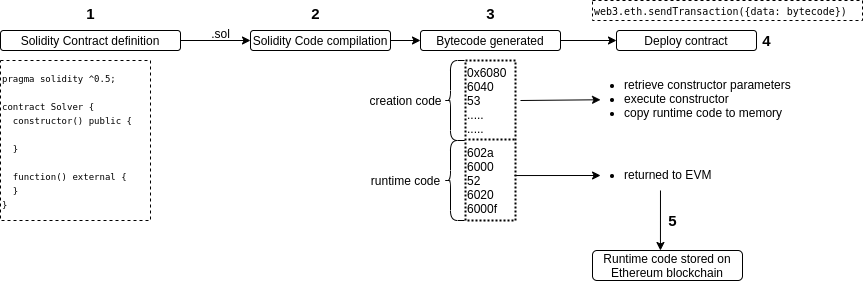 1
2
3
web3.eth.sendTransaction({data: bytecode})
Solidity Contract definition
.sol
Solidity Code compilation
Bytecode generated
Deploy contract
4
pragma solidity ^0.5;
contract Solver {
constructor() public {
}
function() external {
}
}
creation code
0x6080
6040
53
.....
.....
• retrieve constructor parameters
• execute constructor
• copy runtime code to memory
runtime code
602a
6000
52
6020
6000f
• returned to EVM
5
Runtime code stored on
Ethereum blockchain